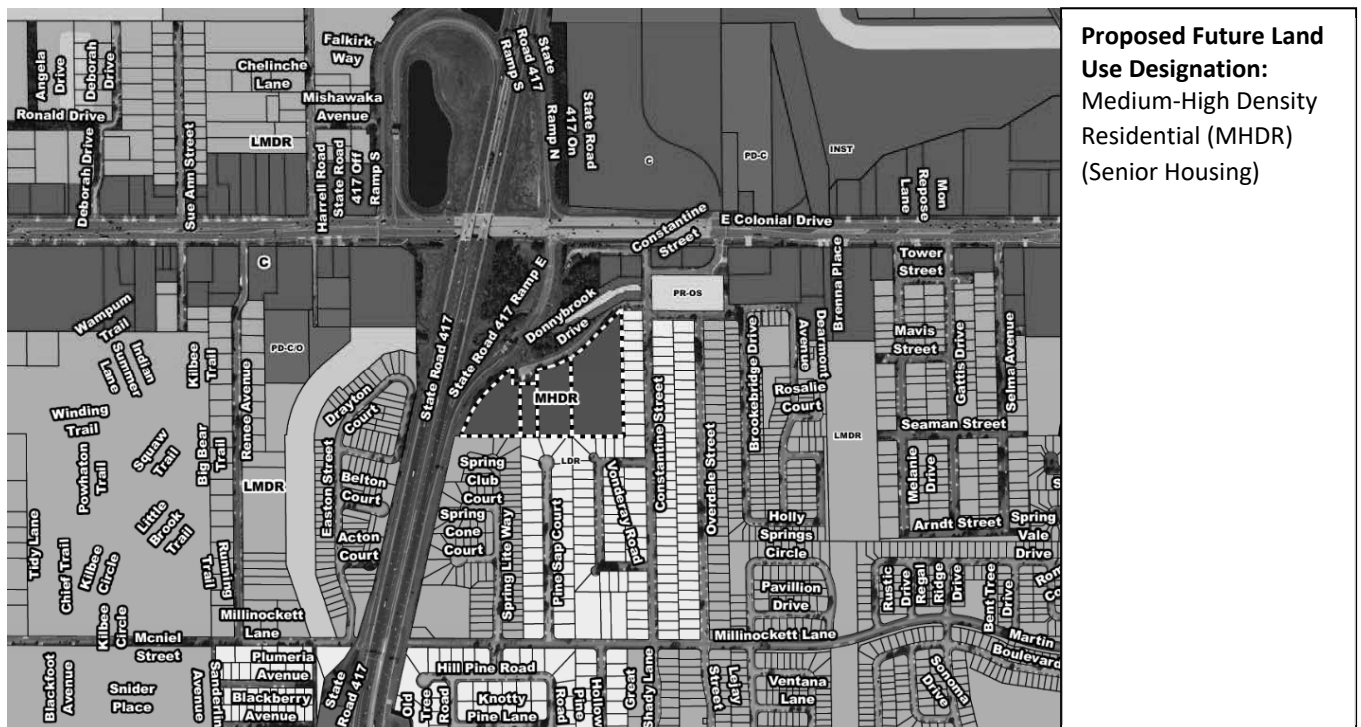 Proposed Future Land
Use Designation:
Medium-High Density
Residential (MHDR)
(Senior Housing)
Angela
Drive
Deborah
Drive
Ronald Drive
Deborah Drive
Sue Ann Street
Chelinche
Lane
LMDR
Falkirk
Way
Mishawaka
Avenue
Harrell Road
State Road
417 Off
Ramp S
State
Road 417
Ramp S
State Road
417 On
Ramp N
C
PD-C
INST
Mon
Repose
Lane
E Colonial Drive
Constantine
Street
C
PD-C/O
Wampum
Trail
Indian
Summer
Lane
Kilbee
Trail
Renee Avenue
Winding
Trail
Powhaton
Trail
Squaw
Trail
Big Bear
Trail
Little
Brook
Trail
Tidy Lane
Chief Trail
Kilbee
Circle
Kilbee
Circle
Running
Trail
LMDR
Millinockett
Lane
Mcniel
Street
Blackfoot
Avenue
Snider
Place
Plumeria
Avenue
Blackberry
Avenue
Drayton
Court
Easton Street
Belton
Court
Acton
Court
State Road 417
State Road 417 Ramp E
State
Road 417
Donnybrook
Drive
PR-OS
MHDR
LDR
Spring
Club
Court
Spring
Cone
Court
Spring Lite Way
Pine Sap Court
Vonderay Road
Constantine Street
Overdale Street
Brookebridge Drive
Dearmont
Avenue
Brenna Place
Rosalie
Court
LMDR
Tower
Street
Mavis
Street
Gattis Drive
Selma Avenue
Seaman Street
Melanie
Drive
Arndt Street
Spring
Vale
Drive
Holly
Springs
Circle
Pavillion
Drive
Rustic
Drive
Regal
Ridge
Drive
Bent Tree
Drive
Millinockett Lane
Martin
Boulevard
Hill Pine Road
Old
Tree
Road
Knotty
Pine Lane
Hollow
Pine
Road
Great
Shady Lane
Lelay
Street
Ventana
Lane
Sonoma
Drive